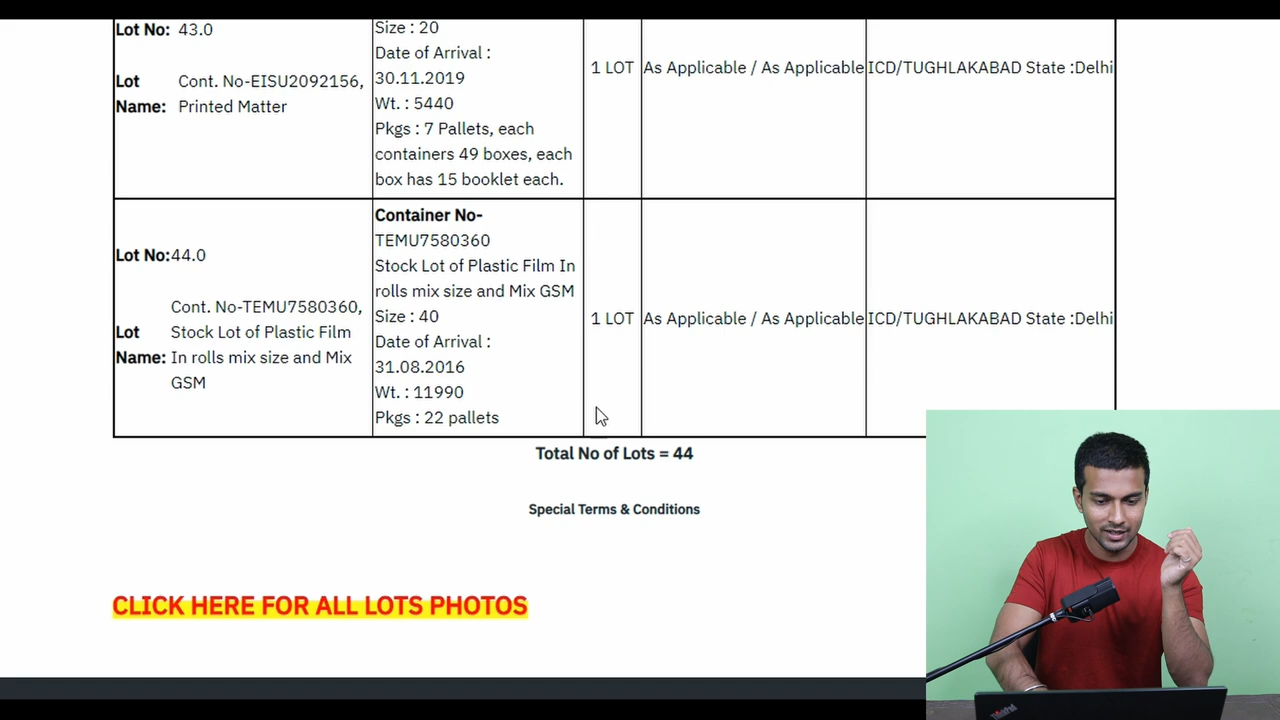 Lot No: 43.0
Lot Name: Cont. No-EISU2092156, Printed Matter
Size : 20
Date of Arrival :
30.11.2019
Wt. : 5440
Pkgs : 7 Pallets, each
containers 49 boxes, each
box has 15 booklet each.
1 LOT
As Applicable / As Applicable
ICD/TUGHLAKABAD State :Delhi
Lot No: 44.0
Lot Name: Cont. No-TEMU7580360,
Stock Lot of Plastic Film
In rolls mix size and Mix
GSM
Container No-
TEMU7580360
Stock Lot of Plastic Film In
rolls mix size and Mix GSM
Size : 40
Date of Arrival :
31.08.2016
Wt. : 11990
Pkgs : 22 pallets
1 LOT
As Applicable / As Applicable
ICD/TUGHLAKABAD State :Delhi
Total No of Lots = 44
Special Terms & Conditions
CLICK HERE FOR ALL LOTS PHOTOS
ThinkPad